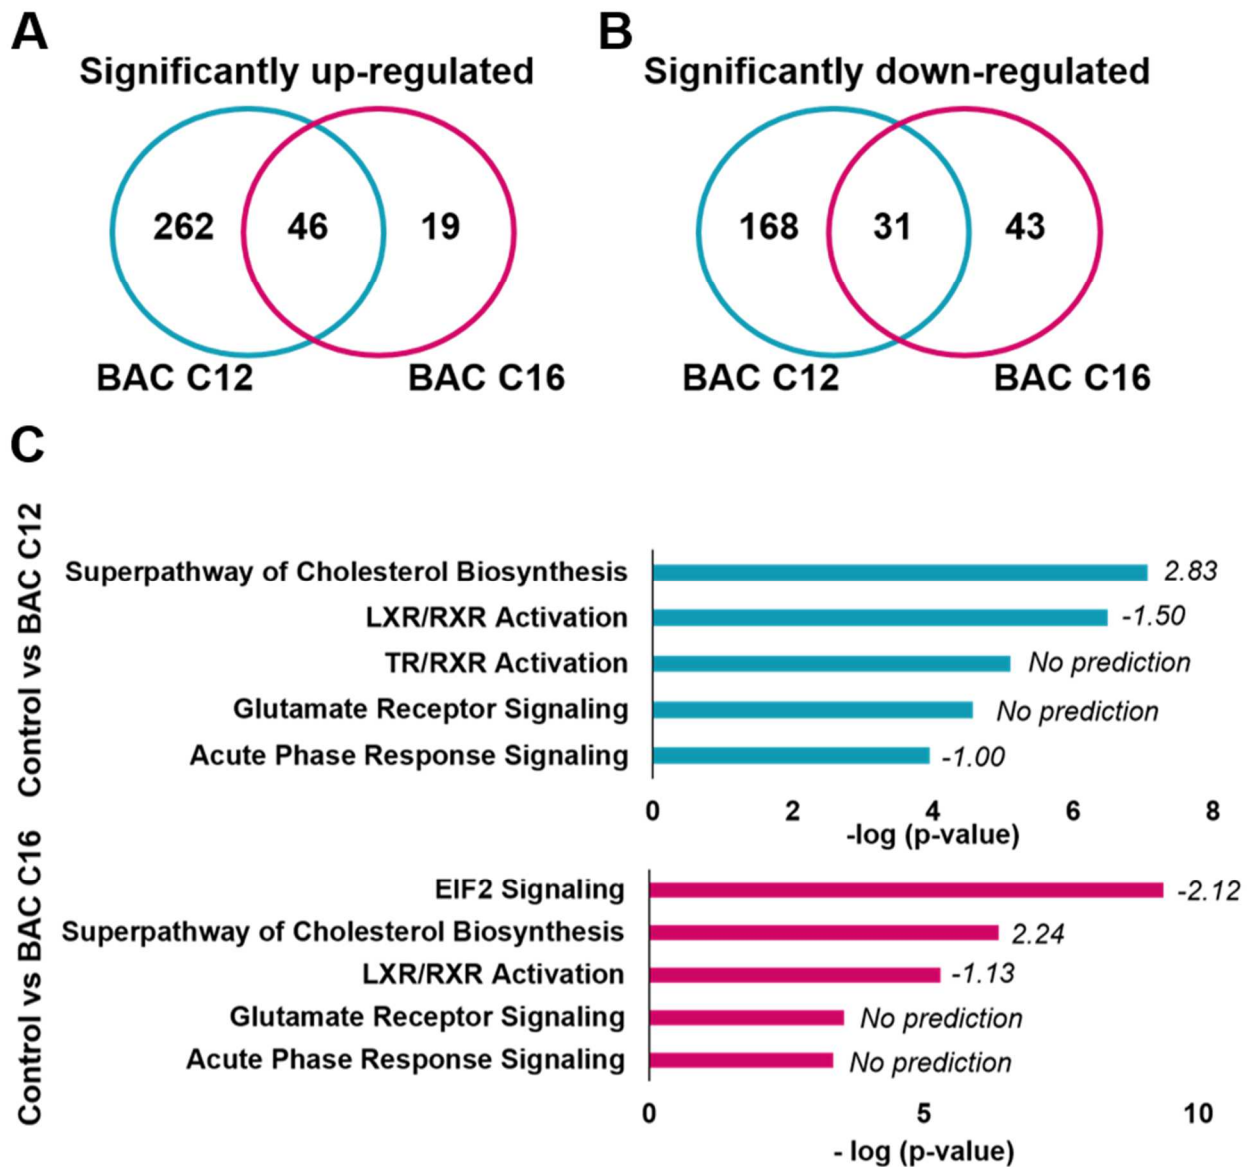 A
Significantly up-regulated
262 46 19
BAC C12 BAC C16
B
Significantly down-regulated
168 31 43
BAC C12 BAC C16
C
Control vs BAC C12
Superpathway of Cholesterol Biosynthesis 2.83
LXR/RXR Activation -1.50
TR/RXR Activation No prediction
Glutamate Receptor Signaling No prediction
Acute Phase Response Signaling -1.00
0 2 4 6 8
-log (p-value)
Control vs BAC C16
EIF2 Signaling -2.12
Superpathway of Cholesterol Biosynthesis 2.24
LXR/RXR Activation -1.13
Glutamate Receptor Signaling No prediction
Acute Phase Response Signaling No prediction
0 5 10
- log (p-value)